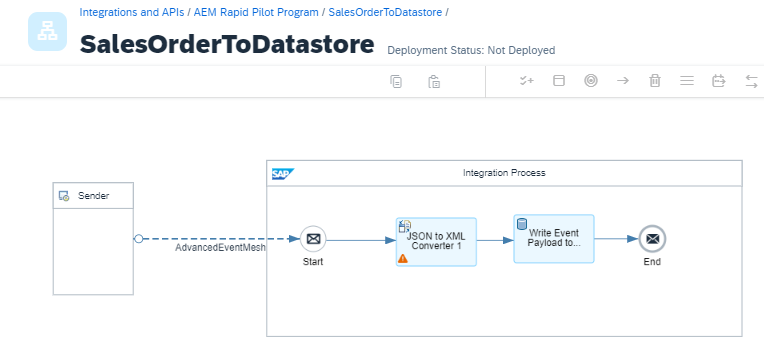 Integrations and APIs / AEM Rapid Pilot Program / SalesOrderToDatastore /
SalesOrderToDatastore
Deployment Status: Not Deployed
SAP
Integration Process
Sender
JSON to XML
Converter 1
Write Event
Payload to...
AdvancedEventMesh
Start
End